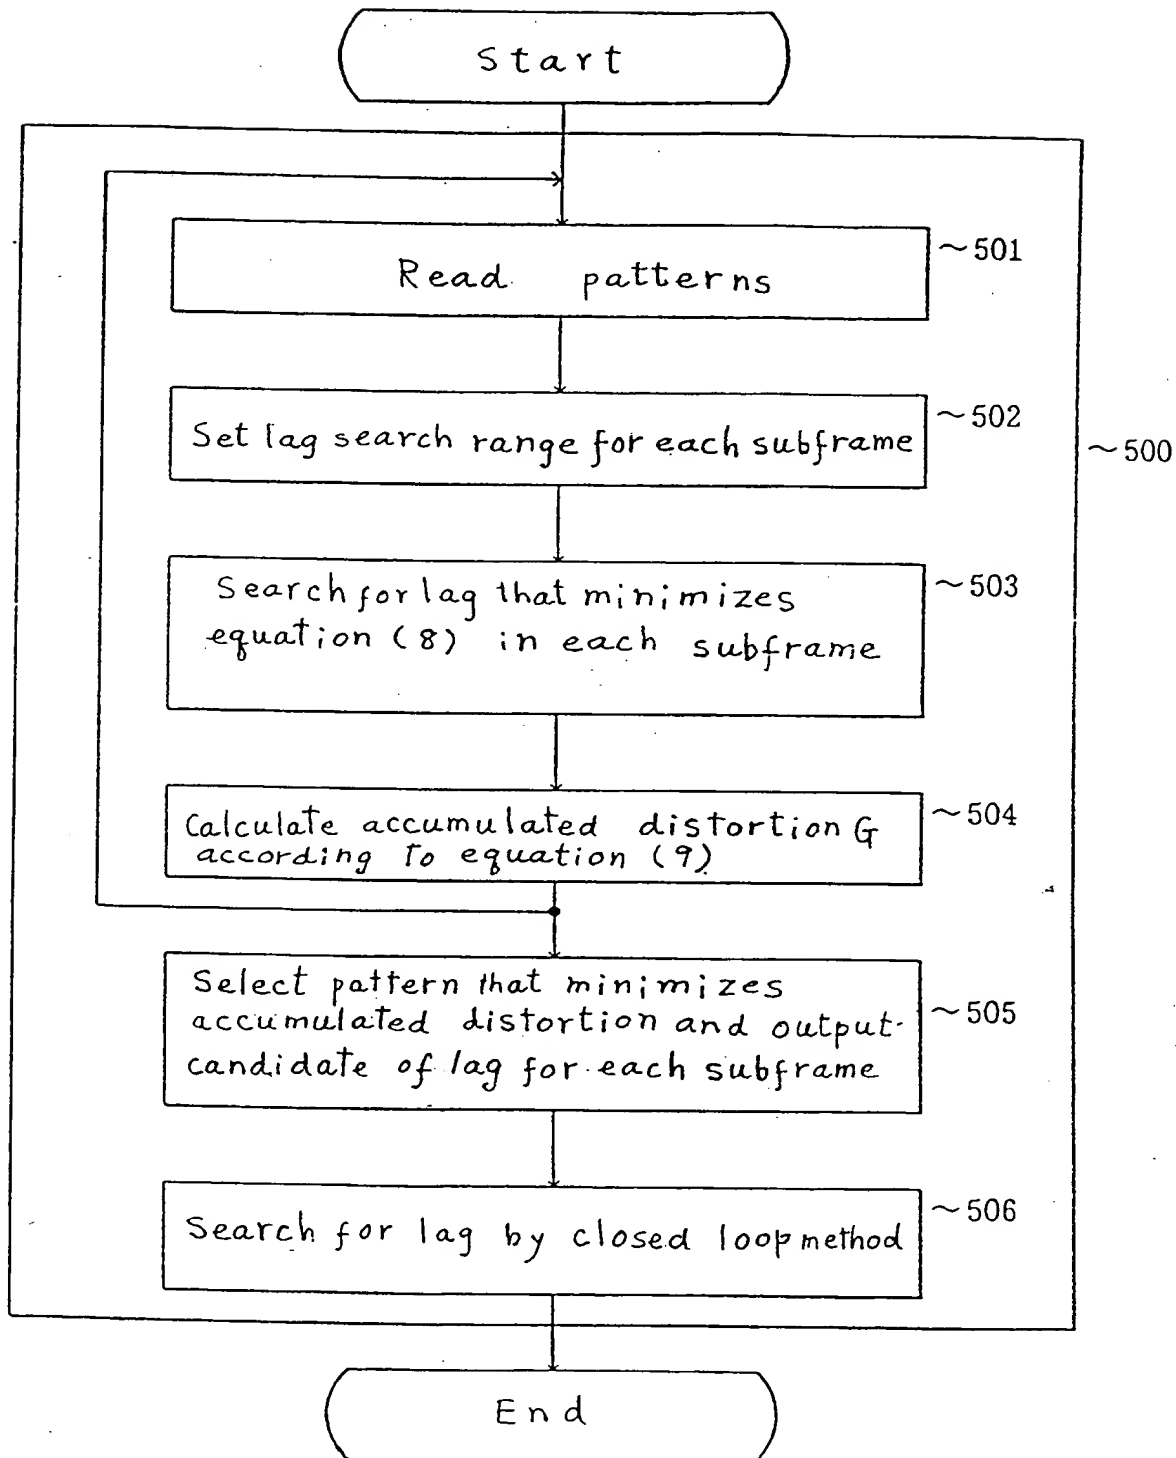 Start
Read patterns
~501
Set lag search range for each subframe
~502
~500
Search for lag that minimizes
equation (8) in each subframe
~503
Calculate accumulated distortion G
according to equation (9)
~504
Select pattern that minimizes
accumulated distortion and output
candidate of lag for each subframe
~505
Search for lag by closed loop method
~506
End